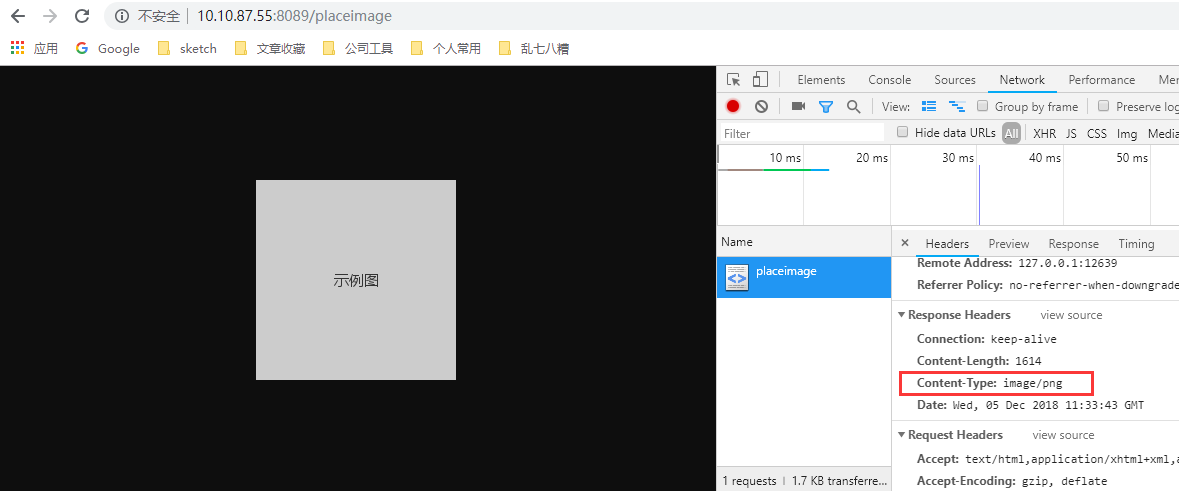 不安全 10.10.87.55:8089/placeimage
应用 Google sketch 文章收藏 公司工具 个人常用 乱七八糟
示例图
Elements Console Sources Network Performance Mer
View: Group by frame Preserve log
Filter Hide data URLs All XHR JS CSS Img Media
10 ms 20 ms 30 ms 40 ms 50 ms
Name
placeimage
1 requests 1.7 KB transferre...
× Headers Preview Response Timing
Remote Address: 127.0.0.1:12639
Referrer Policy: no-referrer-when-downgrade
Response Headers view source
Connection: keep-alive
Content-Length: 1614
Content-Type: image/png
Date: Wed, 05 Dec 2018 11:33:43 GMT
Request Headers view source
Accept: text/html,application/xhtml+xml,a
Accept-Encoding: gzip, deflate